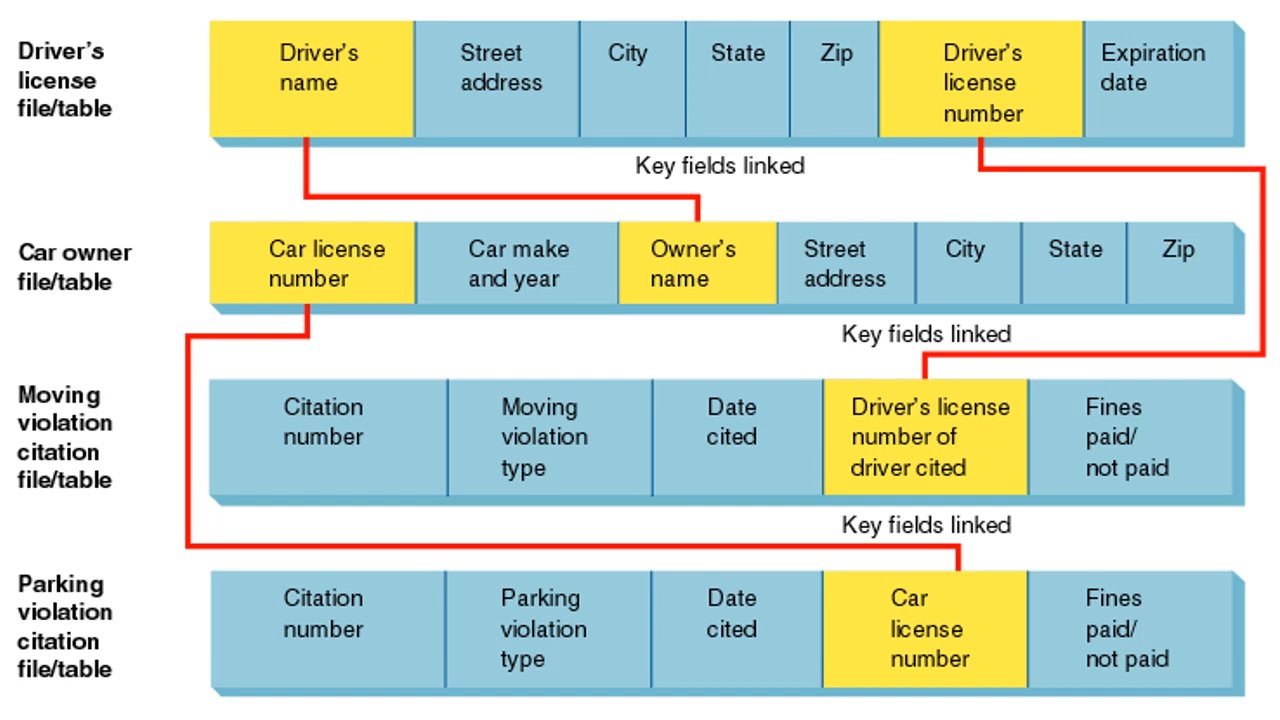 Driver's
license
file/table
Driver's
name
Street
address
City
State
Zip
Driver's
license
number
Expiration
date
Key fields linked
Car owner
file/table
Car license
number
Car make
and year
Owner's
name
Street
address
City
State
Zip
Key fields linked
Moving
violation
citation
file/table
Citation
number
Moving
violation
type
Date
cited
Driver's license
number of
driver cited
Fines
paid/
not paid
Key fields linked
Parking
violation
citation
file/table
Citation
number
Parking
violation
type
Date
cited
Car
license
number
Fines
paid/
not paid